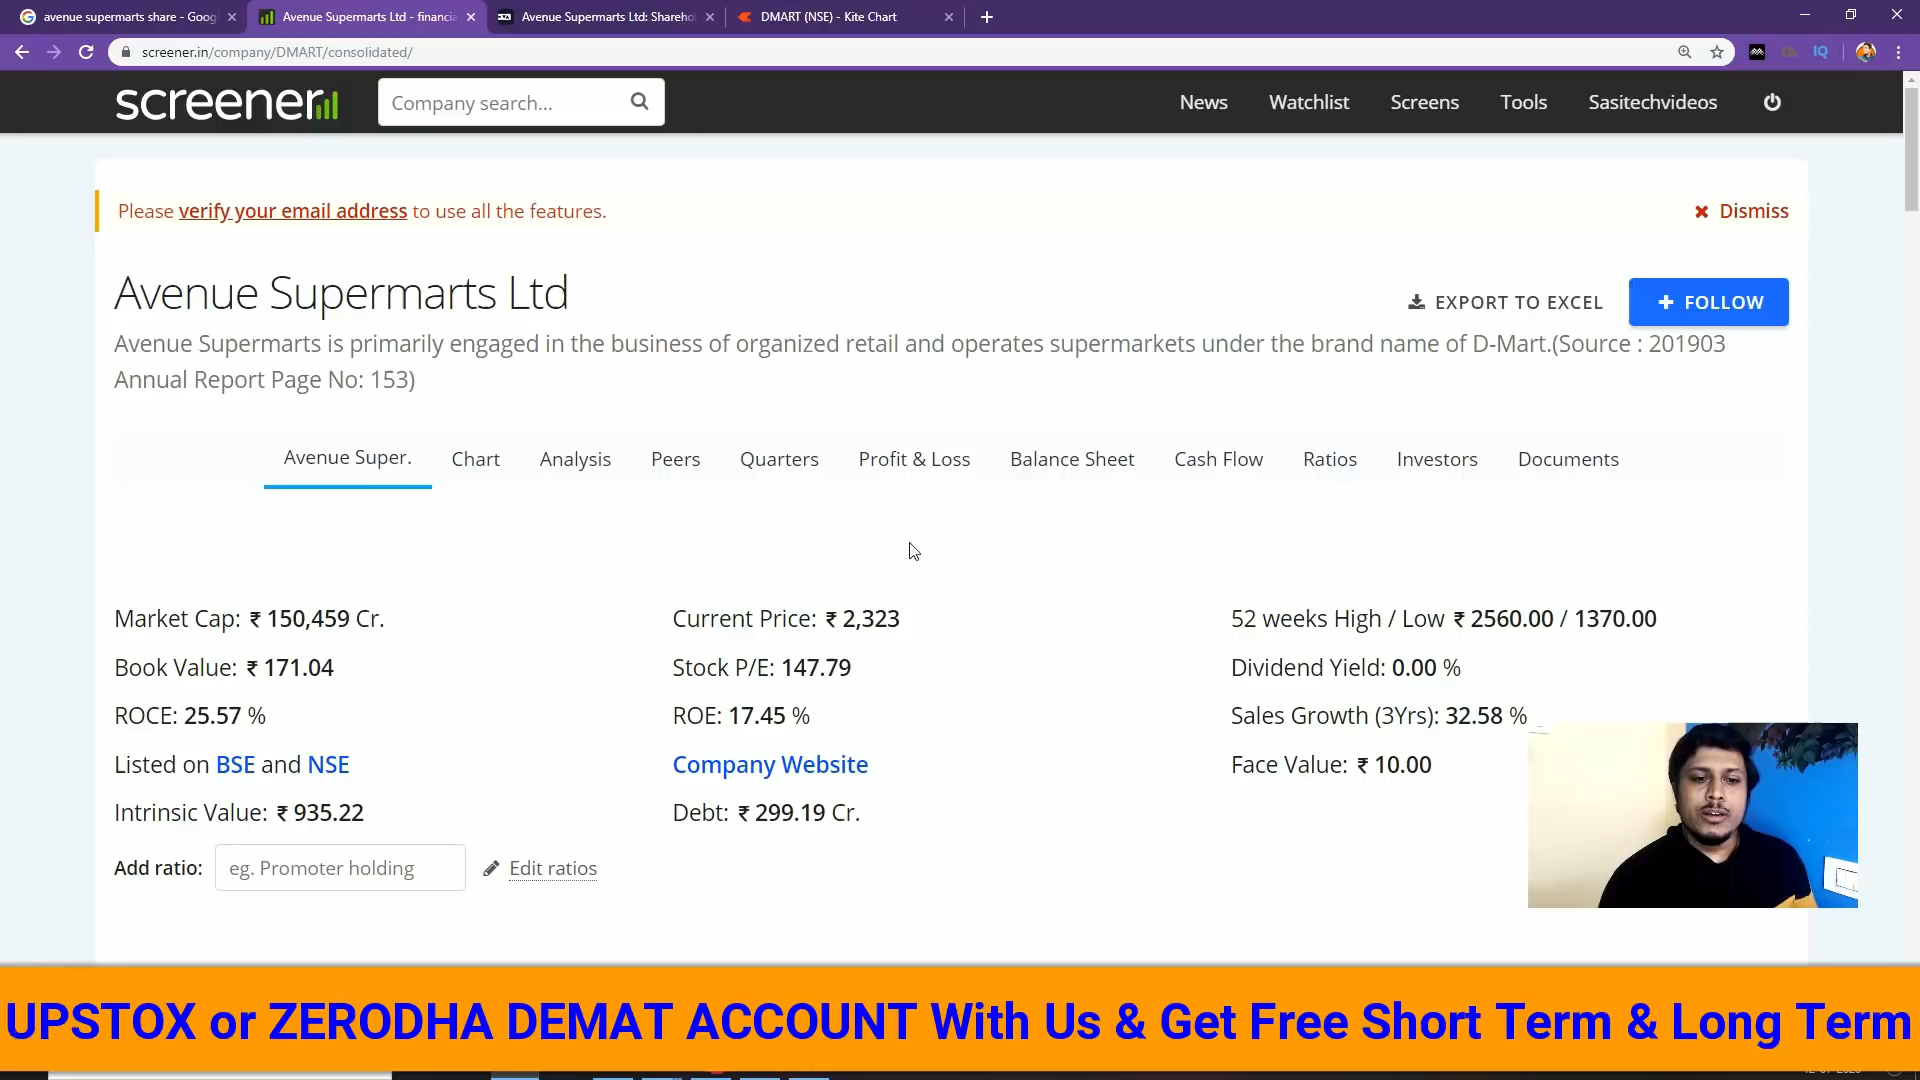 avenue supermarts share - Goog
Avenue Supermarts Ltd - financia
Avenue Supermarts Ltd: Shareho
DMART (NSE) - Kite Chart
screener.in/company/DMART/consolidated/
IQ
screener
Company search...
News
Watchlist
Screens
Tools
Sasitechvideos
Please verify your email address to use all the features.
Dismiss
Avenue Supermarts Ltd
EXPORT TO EXCEL
FOLLOW
Avenue Supermarts is primarily engaged in the business of organized retail and operates supermarkets under the brand name of D-Mart.(Source : 201903
Annual Report Page No: 153)
Avenue Super.
Chart
Analysis
Peers
Quarters
Profit & Loss
Balance Sheet
Cash Flow
Ratios
Investors
Documents
Market Cap: ₹ 150,459 Cr.
Current Price: ₹ 2,323
52 weeks High / Low ₹ 2560.00 / 1370.00
Book Value: ₹ 171.04
Stock P/E: 147.79
Dividend Yield: 0.00 %
ROCE: 25.57 %
ROE: 17.45 %
Sales Growth (3Yrs): 32.58 %
Listed on BSE and NSE
Company Website
Face Value: ₹ 10.00
Intrinsic Value: ₹ 935.22
Debt: ₹ 299.19 Cr.
Add ratio:
eg. Promoter holding
Edit ratios
UPSTOX or ZERODHA DEMAT ACCOUNT With Us & Get Free Short Term & Long Term